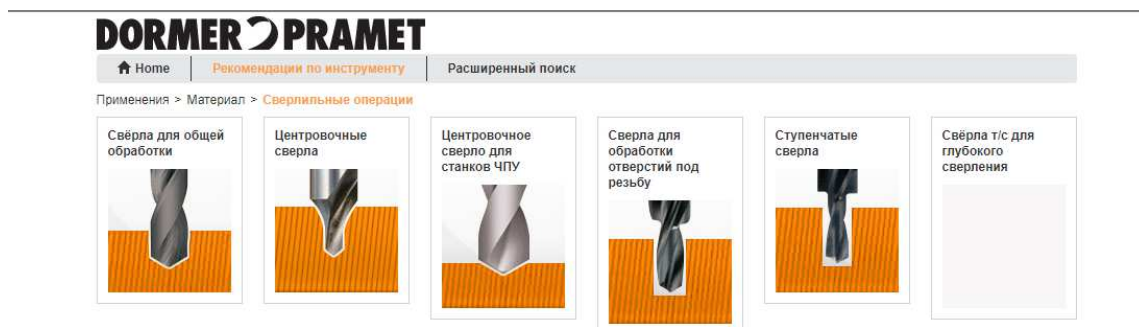 DORMER PRAMET
Home Рекомендации по инструменту Расширенный поиск
Применения > Материал > Сверлильные операции
Свёрла для общей
обработки
Центровочные
сверла
Центровочное
сверло для
станков ЧПУ
Сверла для
обработки
отверстий под
резьбу
Ступенчатые
сверла
Свёрла т/с для
глубокого
сверления